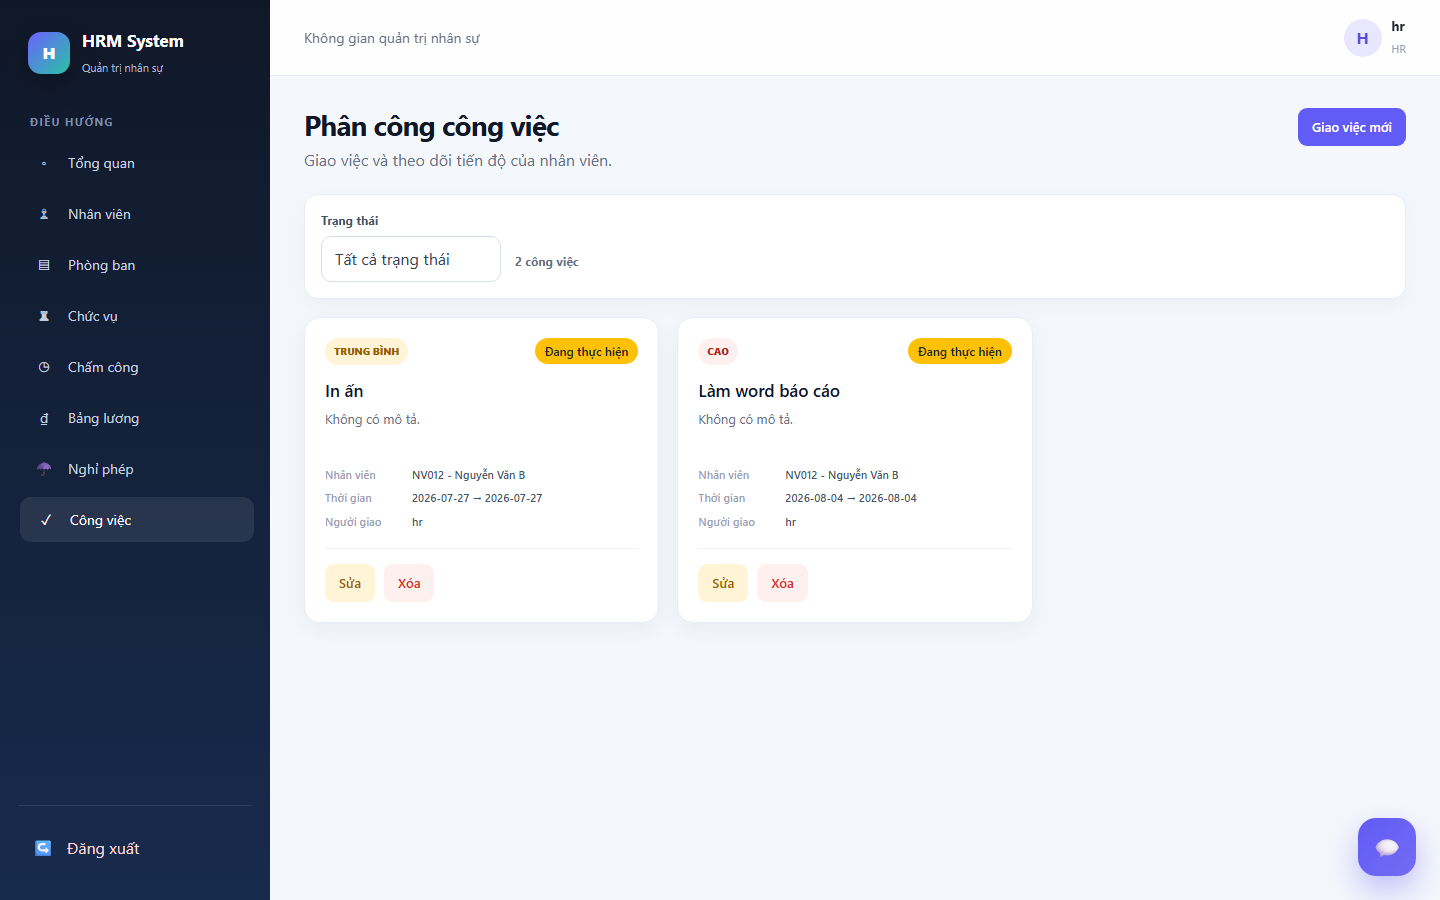 H
HRM System
Quản trị nhân sự
ĐIỀU HƯỚNG
Tổng quan
Nhân viên
Phòng ban
Chức vụ
Chấm công
₫ Bảng lương
Nghỉ phép
✓ Công việc
Đăng xuất
Không gian quản trị nhân sự
H
hr
HR
Phân công công việc
Giao việc và theo dõi tiến độ của nhân viên.
Giao việc mới
Trạng thái
Tất cả trạng thái
2 công việc
TRUNG BÌNH
Đang thực hiện
In ấn
Không có mô tả.
Nhân viên NV012 - Nguyễn Văn B
Thời gian 2026-07-27 → 2026-07-27
Người giao hr
Sửa
Xóa
CAO
Đang thực hiện
Làm word báo cáo
Không có mô tả.
Nhân viên NV012 - Nguyễn Văn B
Thời gian 2026-08-04 → 2026-08-04
Người giao hr
Sửa
Xóa